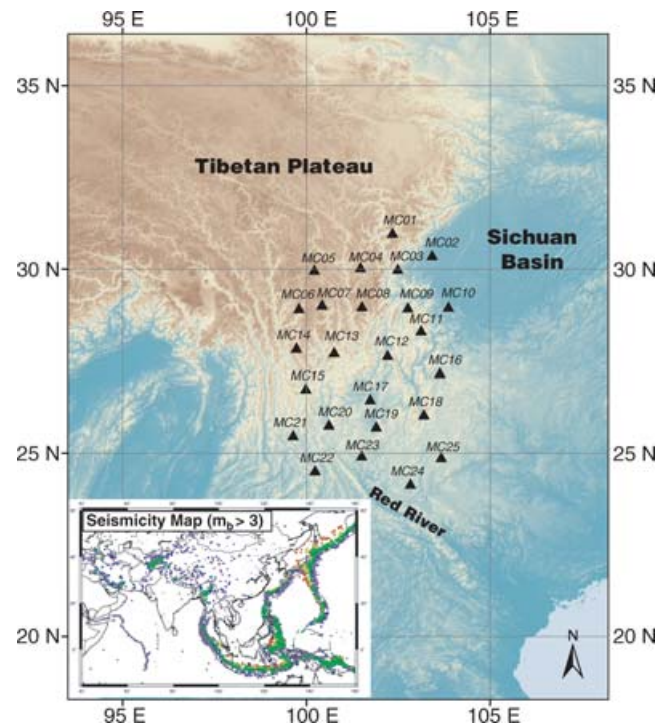 95 E 100 E 105 E
35 N 35 N
Tibetan Plateau
MC01
MC02
Sichuan
Basin
MC05 MC04 MC03
30 N 30 N
MC06 MC07 MC08 MC09 MC10
MC11
MC14 MC13 MC12
MC16
MC15
MC17
MC18
MC21 MC20 MC19
MC23 MC25
25 N 25 N
MC22
MC24
Red River
Seismicity Map (mb > 3)
20 N 20 N
N
95 E 100 E 105 E